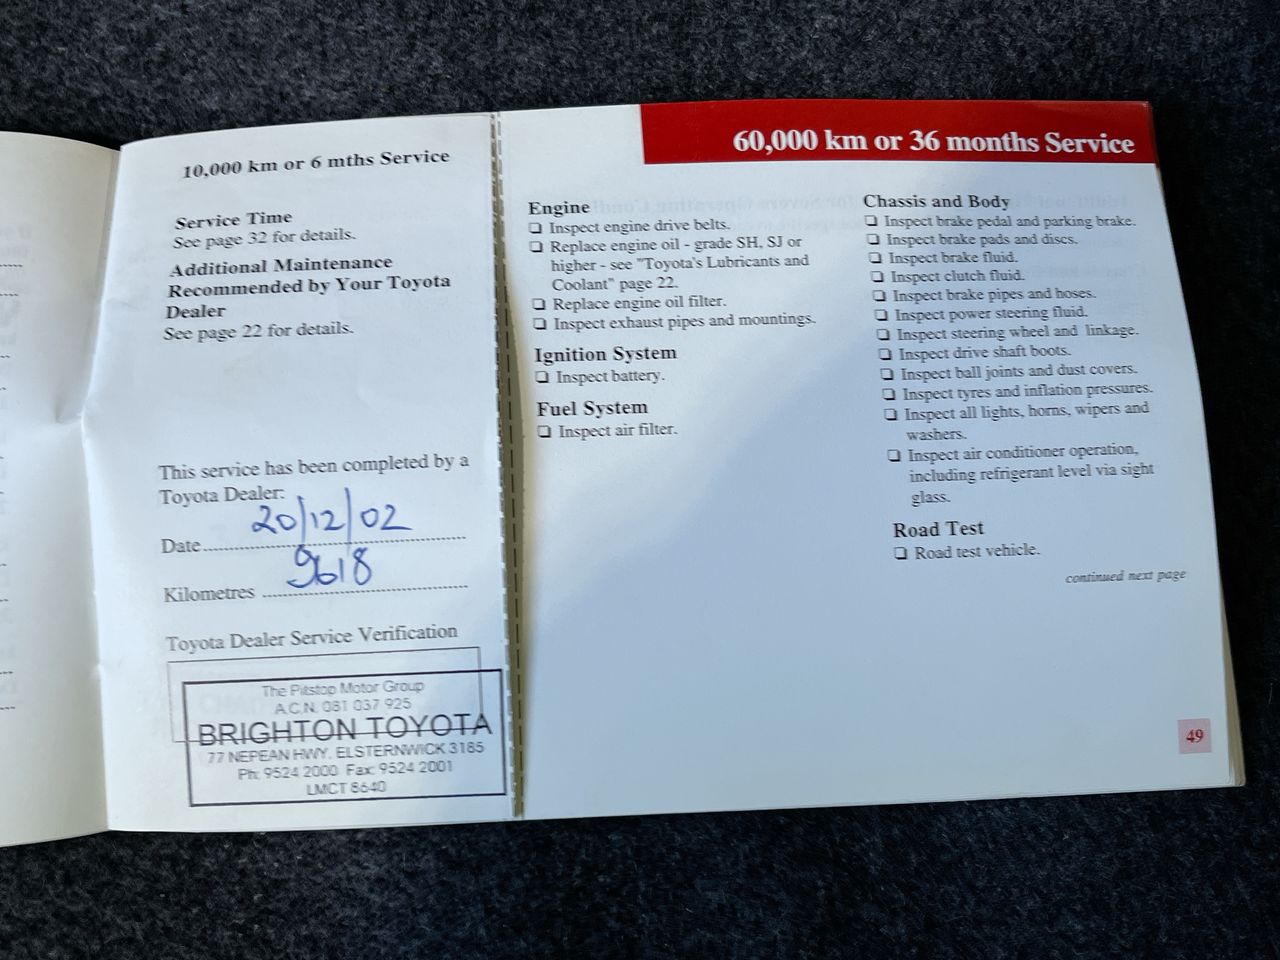 10,000 km or 6 mths Service
Service Time
See page 32 for details.
Additional Maintenance
Recommended by Your Toyota
Dealer
See page 22 for details.
This service has been completed by a
Toyota Dealer:
Date 20/12/02
Kilometres 9618
Toyota Dealer Service Verification
The Pitstop Motor Group
A.C.N. 081 037 925
BRIGHTON TOYOTA
77 NEPEAN HWY. ELSTERNWICK 3185
Ph: 9524 2000 Fax: 9524 2001
LMCT 8640
60,000 km or 36 months Service
Engine
❏ Inspect engine drive belts.
❏ Replace engine oil - grade SH, SJ or
higher - see "Toyota's Lubricants and
Coolant" page 22.
❏ Replace engine oil filter.
❏ Inspect exhaust pipes and mountings.
Ignition System
❏ Inspect battery.
Fuel System
❏ Inspect air filter.
Chassis and Body
❏ Inspect brake pedal and parking brake.
❏ Inspect brake pads and discs.
❏ Inspect brake fluid.
❏ Inspect clutch fluid.
❏ Inspect brake pipes and hoses.
❏ Inspect power steering fluid.
❏ Inspect steering wheel and linkage.
❏ Inspect drive shaft boots.
❏ Inspect ball joints and dust covers.
❏ Inspect tyres and inflation pressures.
❏ Inspect all lights, horns, wipers and
washers.
❏ Inspect air conditioner operation,
including refrigerant level via sight
glass.
Road Test
❏ Road test vehicle.
continued next page
49